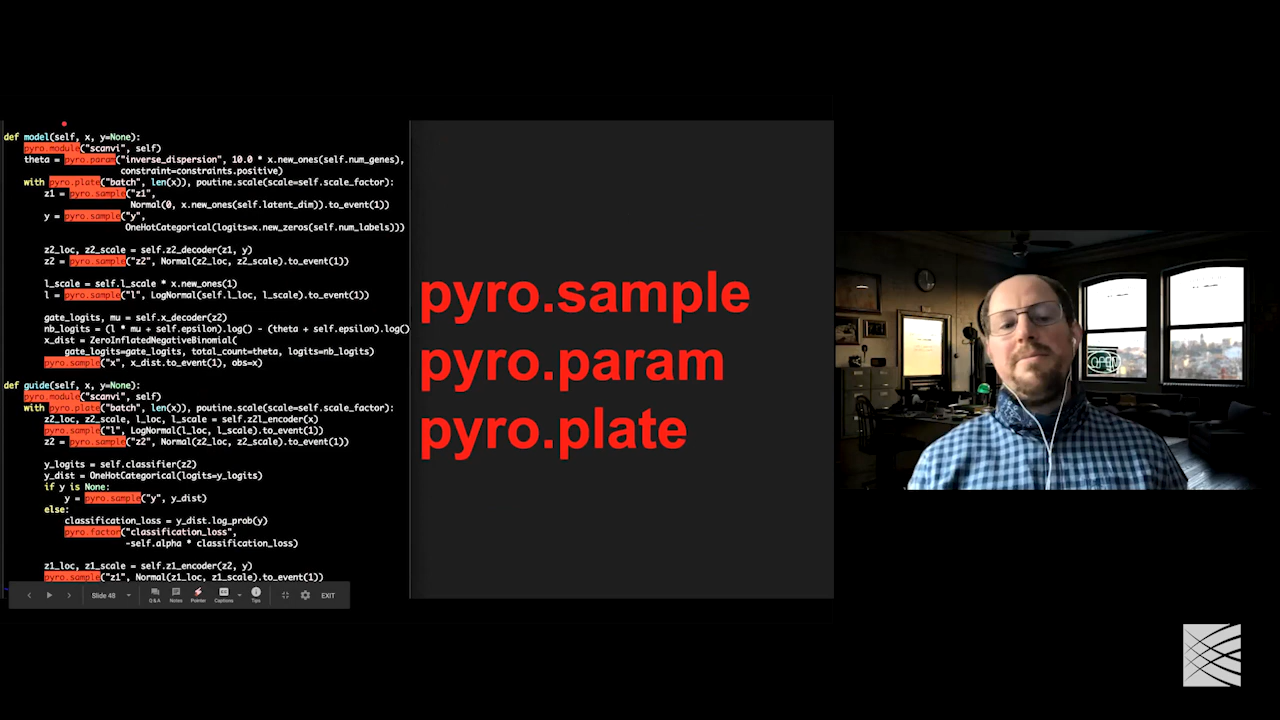 def model(self, x, y=None):
pyro.module("scanvi", self)
theta = pyro.param("inverse_dispersion", 10.0 * x.new_ones(self.num_genes),
constraint=constraints.positive)
with pyro.plate("batch", len(x)), poutine.scale(scale=self.scale_factor):
z1 = pyro.sample("z1",
Normal(0, x.new_ones(self.latent_dim)).to_event(1))
y = pyro.sample("y",
OneHotCategorical(logits=x.new_zeros(self.num_labels)))
z2_loc, z2_scale = self.z2_decoder(z1, y)
z2 = pyro.sample("z2", Normal(z2_loc, z2_scale).to_event(1))
l_scale = self.l_scale * x.new_ones(1)
l = pyro.sample("l", LogNormal(self.l_loc, l_scale).to_event(1))
gate_logits, mu = self.x_decoder(z2)
nb_logits = (l * mu + self.epsilon).log() - (theta + self.epsilon).log()
x_dist = ZeroInflatedNegativeBinomial(
gate_logits=gate_logits, total_count=theta, logits=nb_logits)
pyro.sample("x", x_dist.to_event(1), obs=x)
def guide(self, x, y=None):
pyro.module("scanvi", self)
with pyro.plate("batch", len(x)), poutine.scale(scale=self.scale_factor):
z2_loc, z2_scale, l_loc, l_scale = self.z2l_encoder(x)
pyro.sample("l", LogNormal(l_loc, l_scale).to_event(1))
z2 = pyro.sample("z2", Normal(z2_loc, z2_scale).to_event(1))
y_logits = self.classifier(z2)
y_dist = OneHotCategorical(logits=y_logits)
if y is None:
y = pyro.sample("y", y_dist)
else:
classification_loss = y_dist.log_prob(y)
pyro.factor("classification_loss",
-self.alpha * classification_loss)
z1_loc, z1_scale = self.z1_encoder(z2, y)
pyro.sample("z1", Normal(z1_loc, z1_scale).to_event(1))
Slide 48
Q&A
Notes
Pointer
Captions
Tips
EXIT
pyro.sample
pyro.param
pyro.plate
OPEN